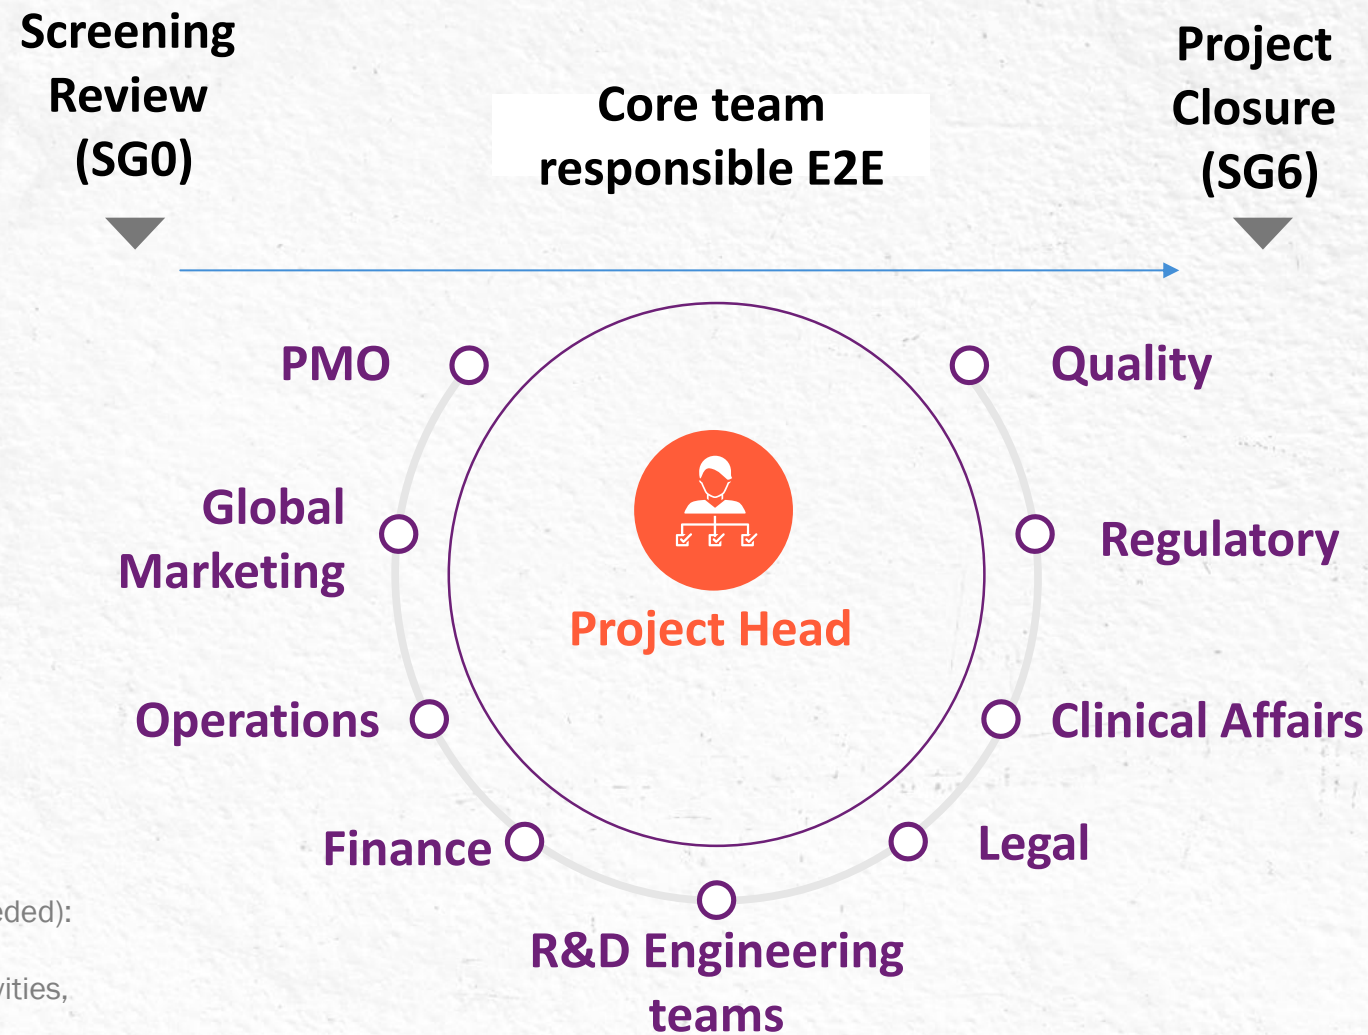 Screening
Review
(SG0)
Core team
responsible E2E
Project
Closure
(SG6)
PMO
Quality
Global
Marketing
Regulatory
Project Head
Operations
Clinical Affairs
Finance
Legal
R&D Engineering
teams